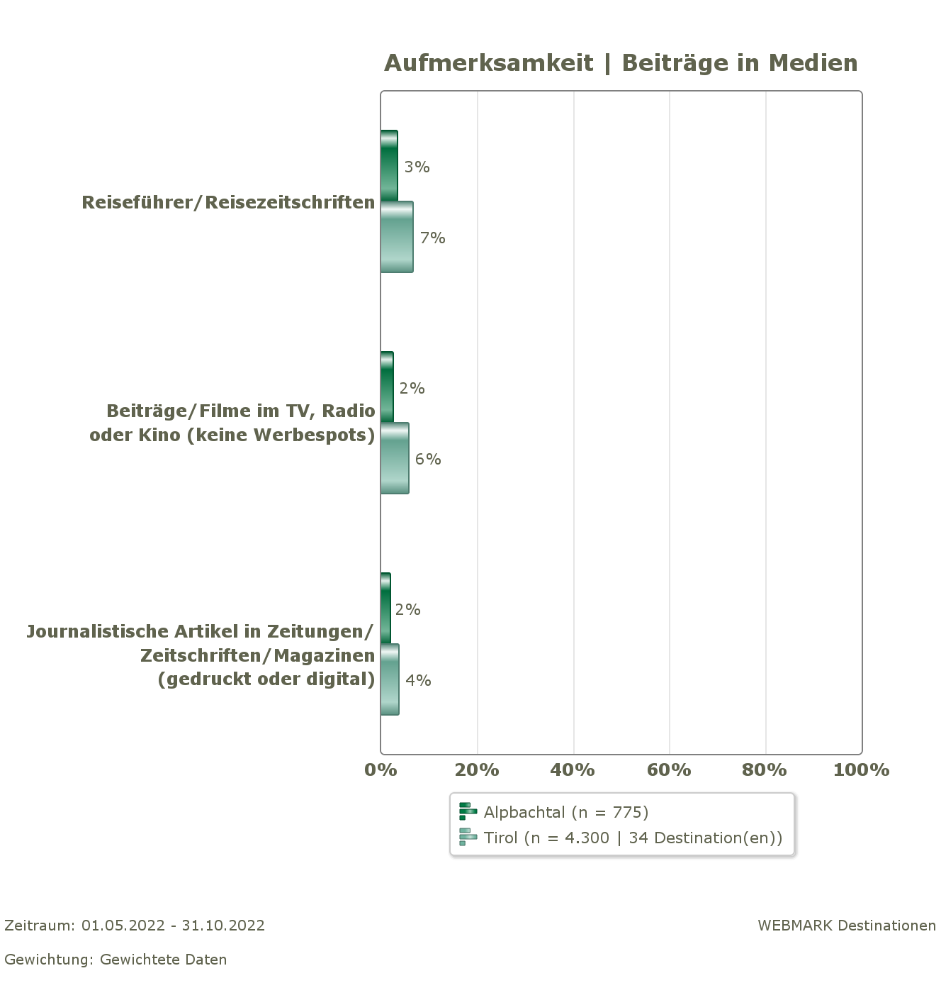 Aufmerksamkeit | Beiträge in Medien
3%
Reiseführer/Reisezeitschriften
7%
2%
Beiträge/Filme im TV, Radio
oder Kino (keine Werbespots)
6%
2%
Journalistische Artikel in Zeitungen/
Zeitschriften/Magazinen
(gedruckt oder digital)
4%
0% 20% 40% 60% 80% 100%
Alpbachtal (n = 775)
Tirol (n = 4.300 | 34 Destination(en))
Zeitraum: 01.05.2022 - 31.10.2022 WEBMARK Destinationen
Gewichtung: Gewichtete Daten